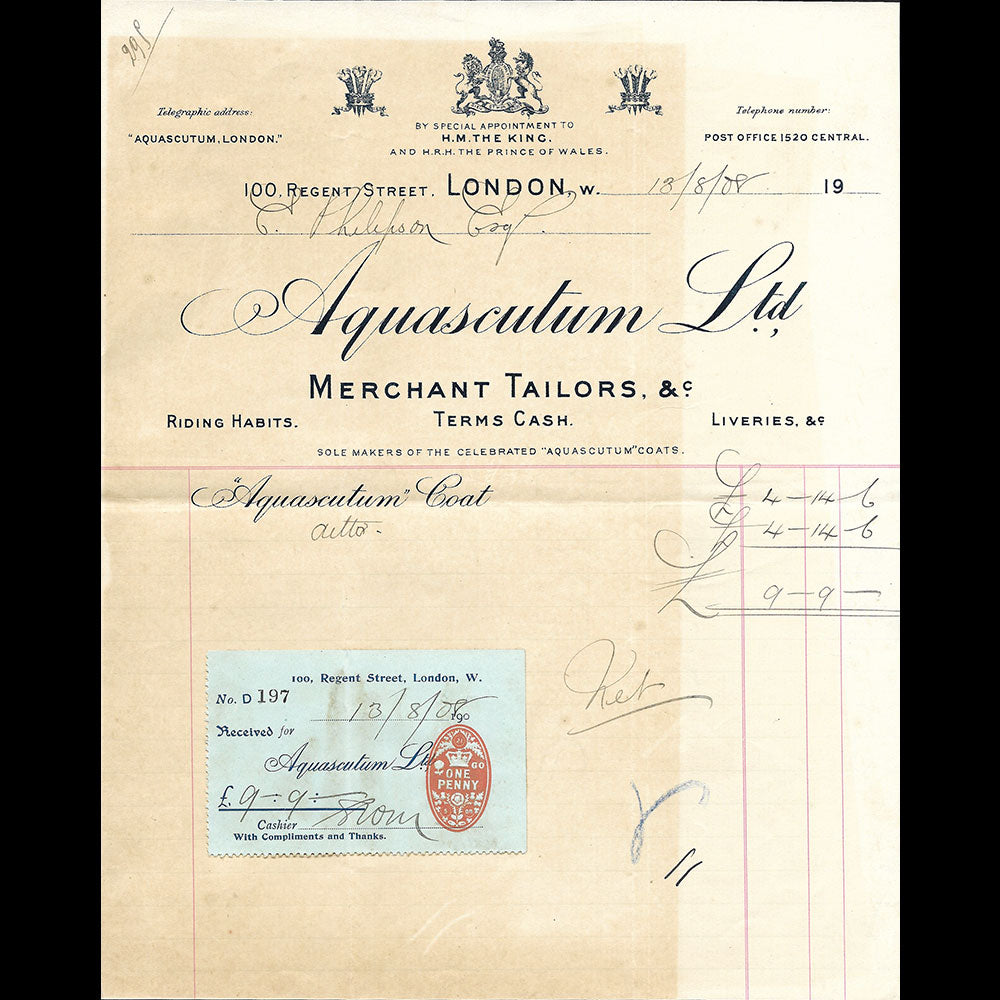 295
Telegraphic address:
"AQUASCUTUM, LONDON."
BY SPECIAL APPOINTMENT TO
H.M. THE KING.
AND H.R.H. THE PRINCE OF WALES.
Telephone number:
POST OFFICE 1520 CENTRAL.
100, REGENT STREET. LONDON, W. 13/8/08 19
Philipson Esq.
Aquascutum Ltd,
MERCHANT TAILORS, &c.
RIDING HABITS. TERMS CASH. LIVERIES, &c
SOLE MAKERS OF THE CELEBRATED "AQUASCUTUM" COATS.
"Aquascutum" Coat £ 4-14-6
ditto. £ 4-14-6
£ 9-9-
100, Regent Street, London, W.
No. D 197
13/8/08 190
Received for
Aquascutum Ltd
£ 9-9-
Cashier
With Compliments and Thanks.
ONE
PENNY